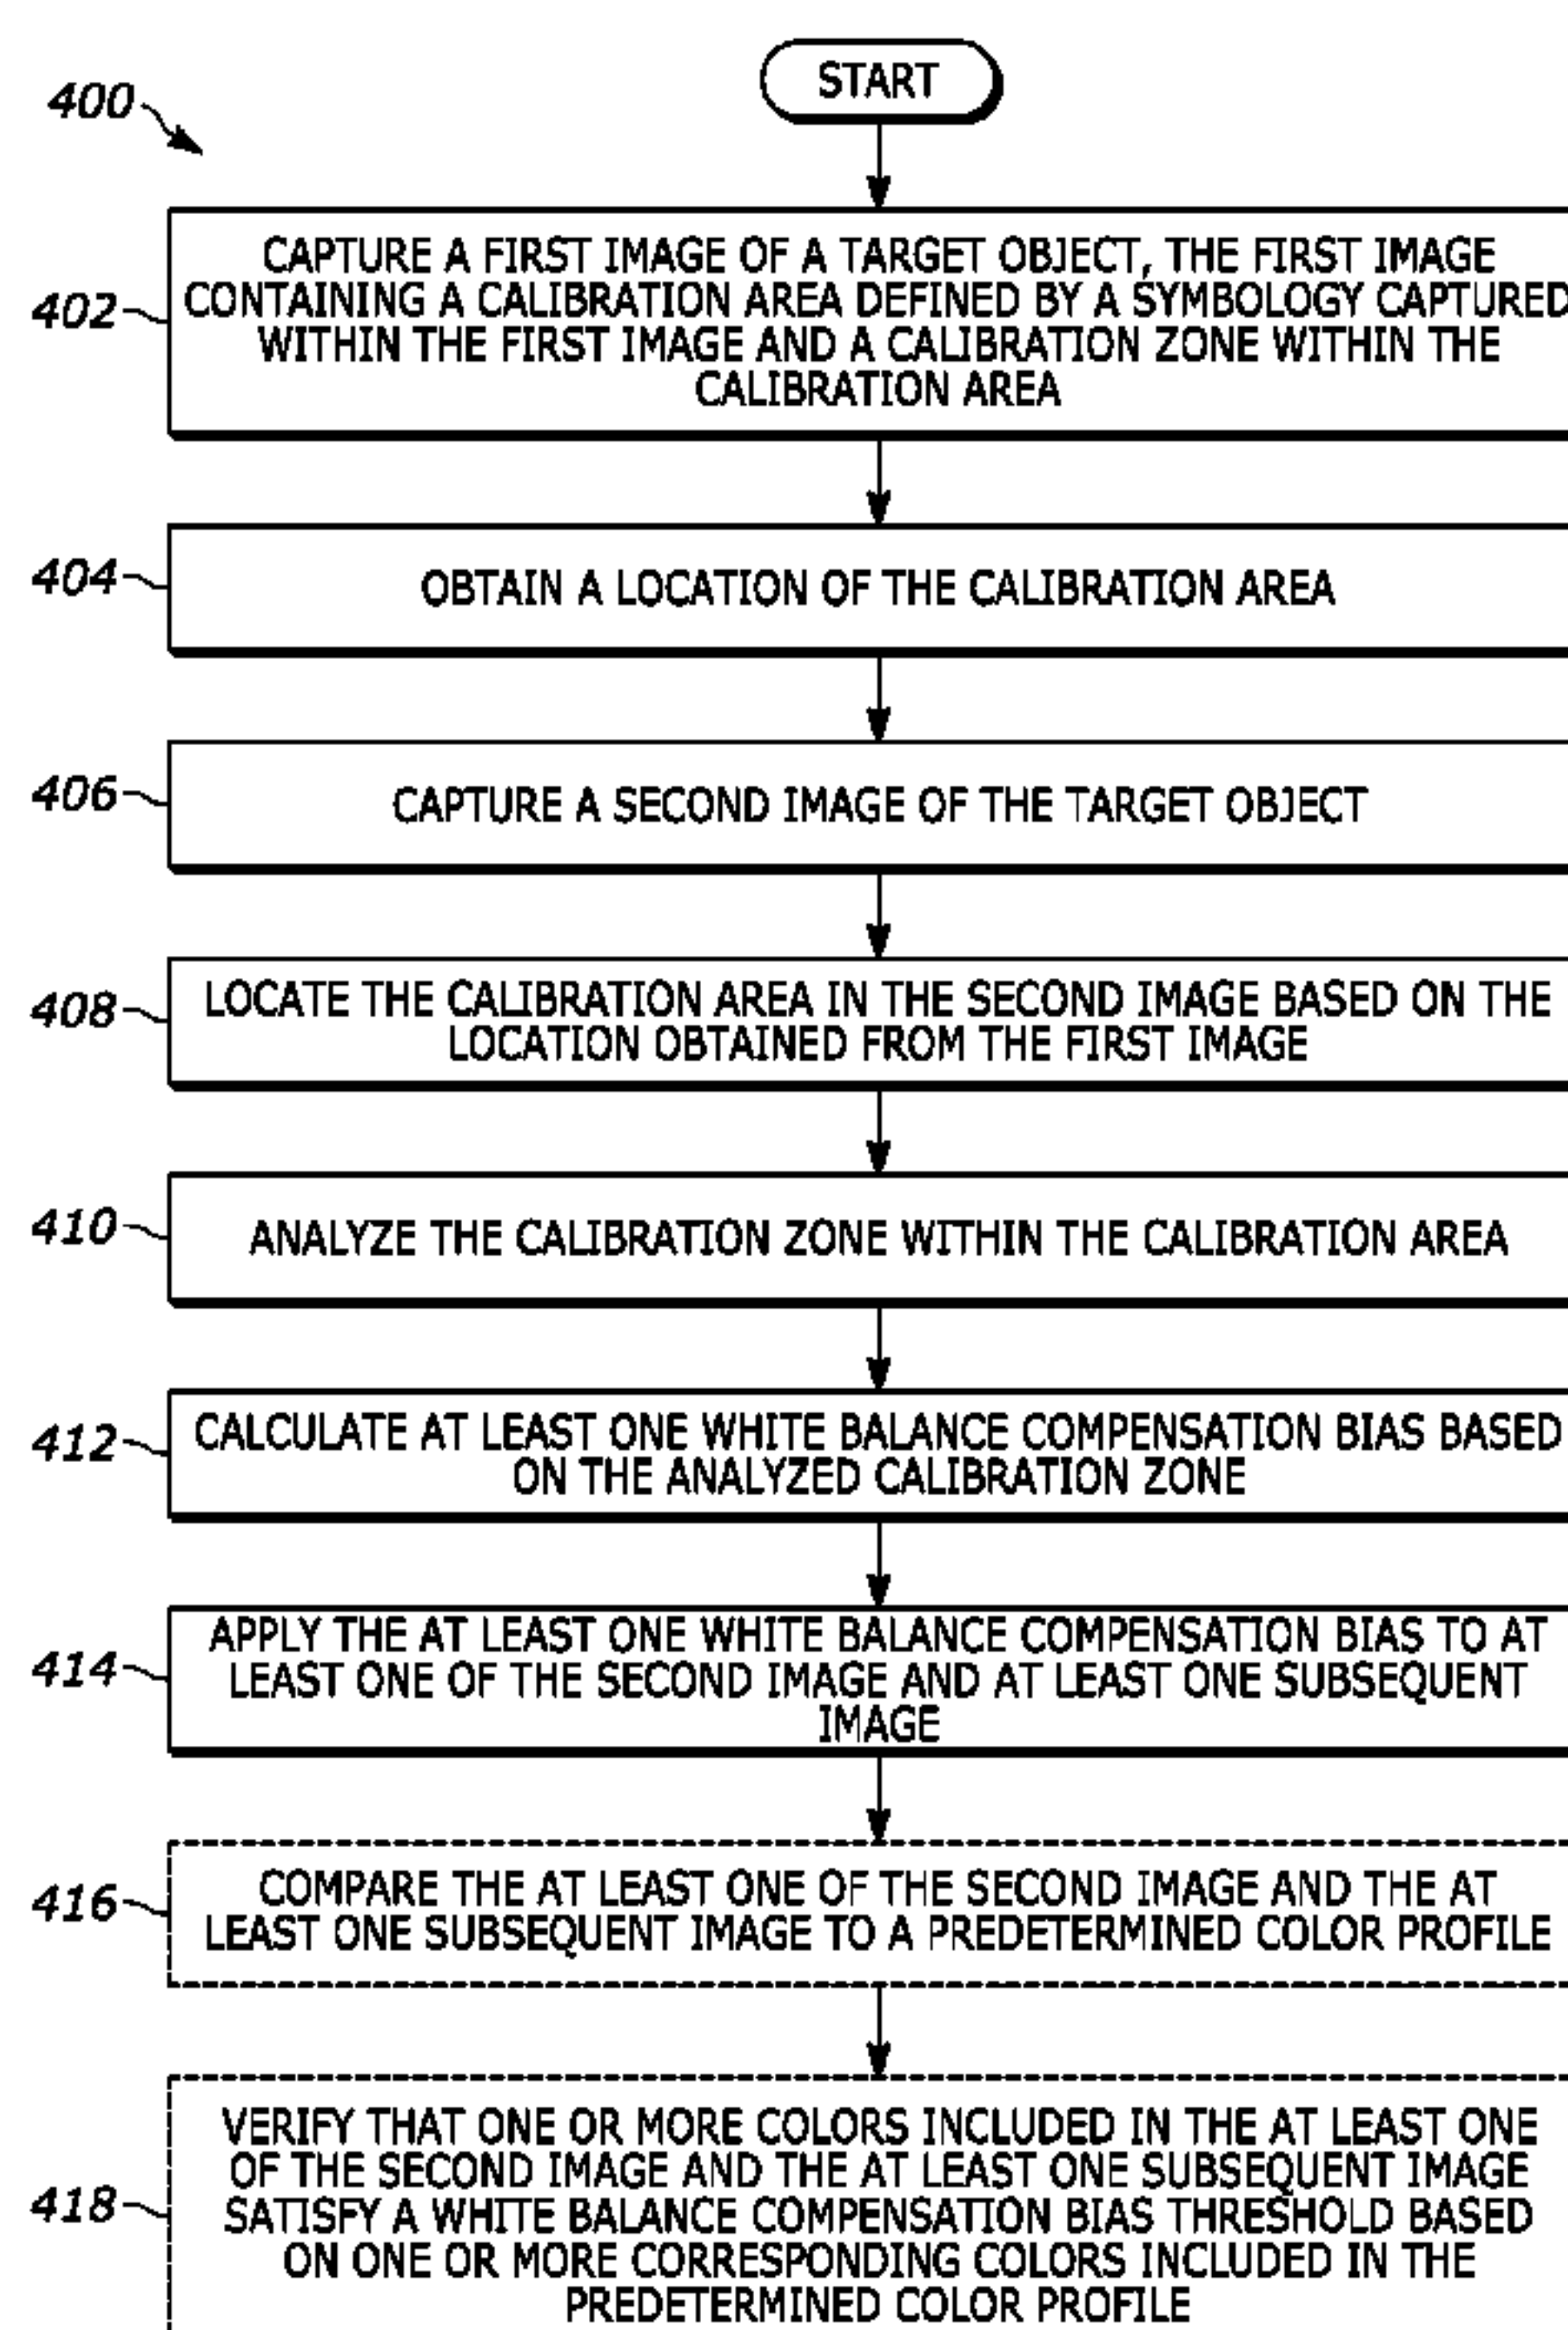 START
400
CAPTURE A FIRST IMAGE OF A TARGET OBJECT, THE FIRST IMAGE
CONTAINING A CALIBRATION AREA DEFINED BY A SYMBOLOGY CAPTURED
WITHIN THE FIRST IMAGE AND A CALIBRATION ZONE WITHIN THE
CALIBRATION AREA
402
OBTAIN A LOCATION OF THE CALIBRATION AREA
404
CAPTURE A SECOND IMAGE OF THE TARGET OBJECT
406
LOCATE THE CALIBRATION AREA IN THE SECOND IMAGE BASED ON THE
LOCATION OBTAINED FROM THE FIRST IMAGE
408
ANALYZE THE CALIBRATION ZONE WITHIN THE CALIBRATION AREA
410
CALCULATE AT LEAST ONE WHITE BALANCE COMPENSATION BIAS BASED
ON THE ANALYZED CALIBRATION ZONE
412
APPLY THE AT LEAST ONE WHITE BALANCE COMPENSATION BIAS TO AT
LEAST ONE OF THE SECOND IMAGE AND AT LEAST ONE SUBSEQUENT
IMAGE
414
COMPARE THE AT LEAST ONE OF THE SECOND IMAGE AND THE AT
LEAST ONE SUBSEQUENT IMAGE TO A PREDETERMINED COLOR PROFILE
416
VERIFY THAT ONE OR MORE COLORS INCLUDED IN THE AT LEAST ONE
OF THE SECOND IMAGE AND THE AT LEAST ONE SUBSEQUENT IMAGE
SATISFY A WHITE BALANCE COMPENSATION BIAS THRESHOLD BASED
ON ONE OR MORE CORRESPONDING COLORS INCLUDED IN THE
PREDETERMINED COLOR PROFILE
418